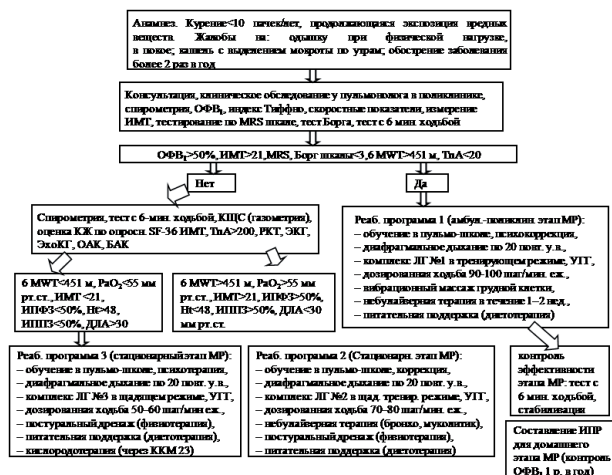 Анамнез. Курение<10 пачек/лет, продолжающаяся экспозиция вредных
веществ. Жалобы на: одышку при физической нагрузке,
в покое; кашель с выделением мокроты по утрам; обострение заболевания
более 2 раз в год
Консультация, клиническое обследование у пульмонолога в поликлинике,
спирометрия, ОФВ₁, индекс Тиффно, скоростные показатели, измерение
ИМТ, тестирование по MRS шкале, тест Борга, тест с 6 мин. ходьбой
ОФВ₁>50%, ИМТ>21,MRS, Борг шкалы<3,6 MWT>451 м, ТпА<20
Нет
Да
Спирометрия, тест с 6-мин. ходьбой, КЩС (газометрия),
оценка КЖ по опросн. SF-36 ИМТ, ТпА>200, РКТ, ЭКГ,
ЭхоКГ, ОАК, БАК
6 MWT<451 м, PaO₂<55 мм
рт.ст., ИМТ <21,
ИПФЗ<50%, Ht>48,
ИППЗ<50%, ДЛА>30
6 MWT>451 м, PaO₂>55 мм
рт.ст., ИМТ>21, ИПФЗ>50%,
Ht<48, ИППЗ>50%, ДЛА<30
мм рт.ст.
Реаб. программа 1 (амбул.-поликлин. этап МР):
– обучение в пульмо-школе, психокоррекция,
– диафрагмальное дыхание по 20 повт. у.в.,
– комплекс ЛГ №1 в тренирующем режиме, УГГ,
– дозированная ходьба 90-100 шаг/мин. еж.,
– вибрационный массаж грудной клетки,
– небулайзерная терапия в течение 1–2 нед.,
– питательная поддержка (диетотерапия)
Реаб. программа 3 (стационарный этап МР):
– обучение в пульмо-школе, психотерапия,
– диафрагмальное дыхание по 20 повт. у.в.,
– комплекс ЛГ №3 в щадящем режиме, УГГ,
– дозированная ходьба 50–60 шаг/мин еж.,
– постуральный дренаж (физиотерапия),
– питательная поддержка (диетотерапия),
– кислородотерапия (через ККМ 23)
Реаб. программа 2 (Стационарн. этап МР):
– обучение в пульмо-школе, коррекция,
– диафрагмальное дыхание по 20 повт. у.в.,
– комплекс ЛГ №2 в щад. тренир. режиме, УГГ,
– дозированная ходьба 70–80 шаг/мин. еж.,
– небулайзерная терапия (бронхо, муколитик),
– постуральный дренаж (физиотерапия),
– питательная поддержка (диетотерапия)
контроль
эффективности
этапа МР: тест с
6 мин. ходьбой,
стабилизация
Составление ИПР
для домашнего
этапа МР (контроль
ОФВ₁ 1 р. в год)